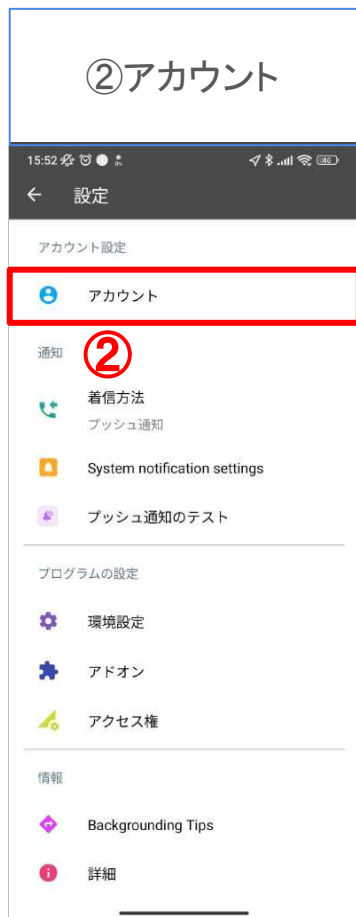 ②アカウント
15:52
40
設定
アカウント設定
アカウント
通知
②
着信方法
プッシュ通知
System notification settings
プッシュ通知のテスト
プログラムの設定
環境設定
アドオン
アクセス権
情報
Backgrounding Tips
詳細